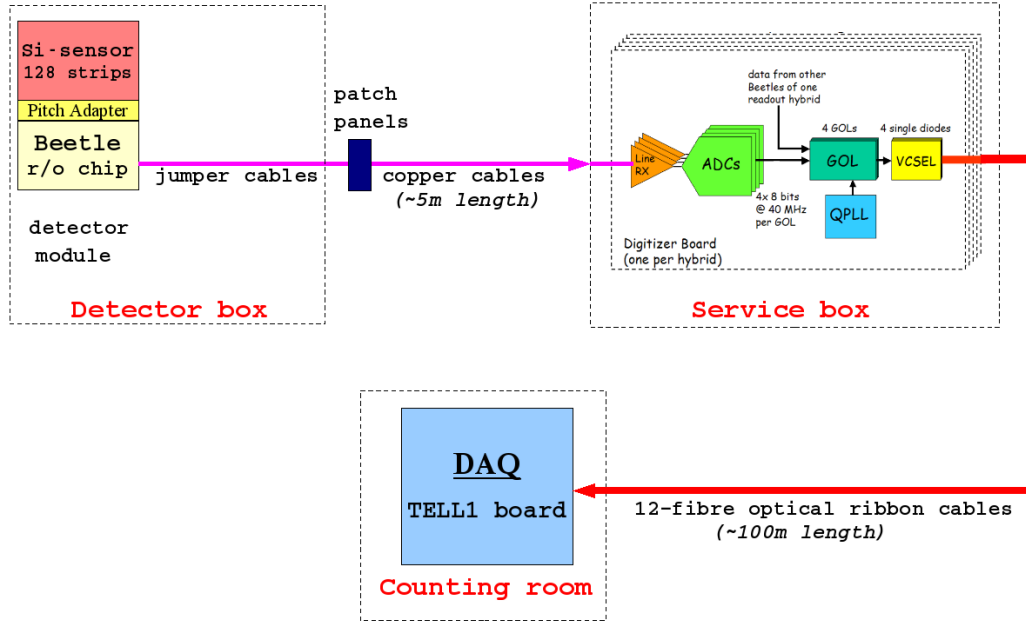 Si-sensor
128 strips
Pitch Adapter
Beetle
r/o chip
detector
module
jumper cables
Detector box
patch
panels
copper cables
(~5m length)
Line
RX
ADCs
data from other
Beetles of one
readout hybrid
4 GOLs
GOL
4 single diodes
VCSEL
4x 8 bits
@ 40 MHz
per GOL
QPLL
Digitizer Board
(one per hybrid)
Service box
DAQ
TELL1 board
Counting room
12-fibre optical ribbon cables
(~100m length)